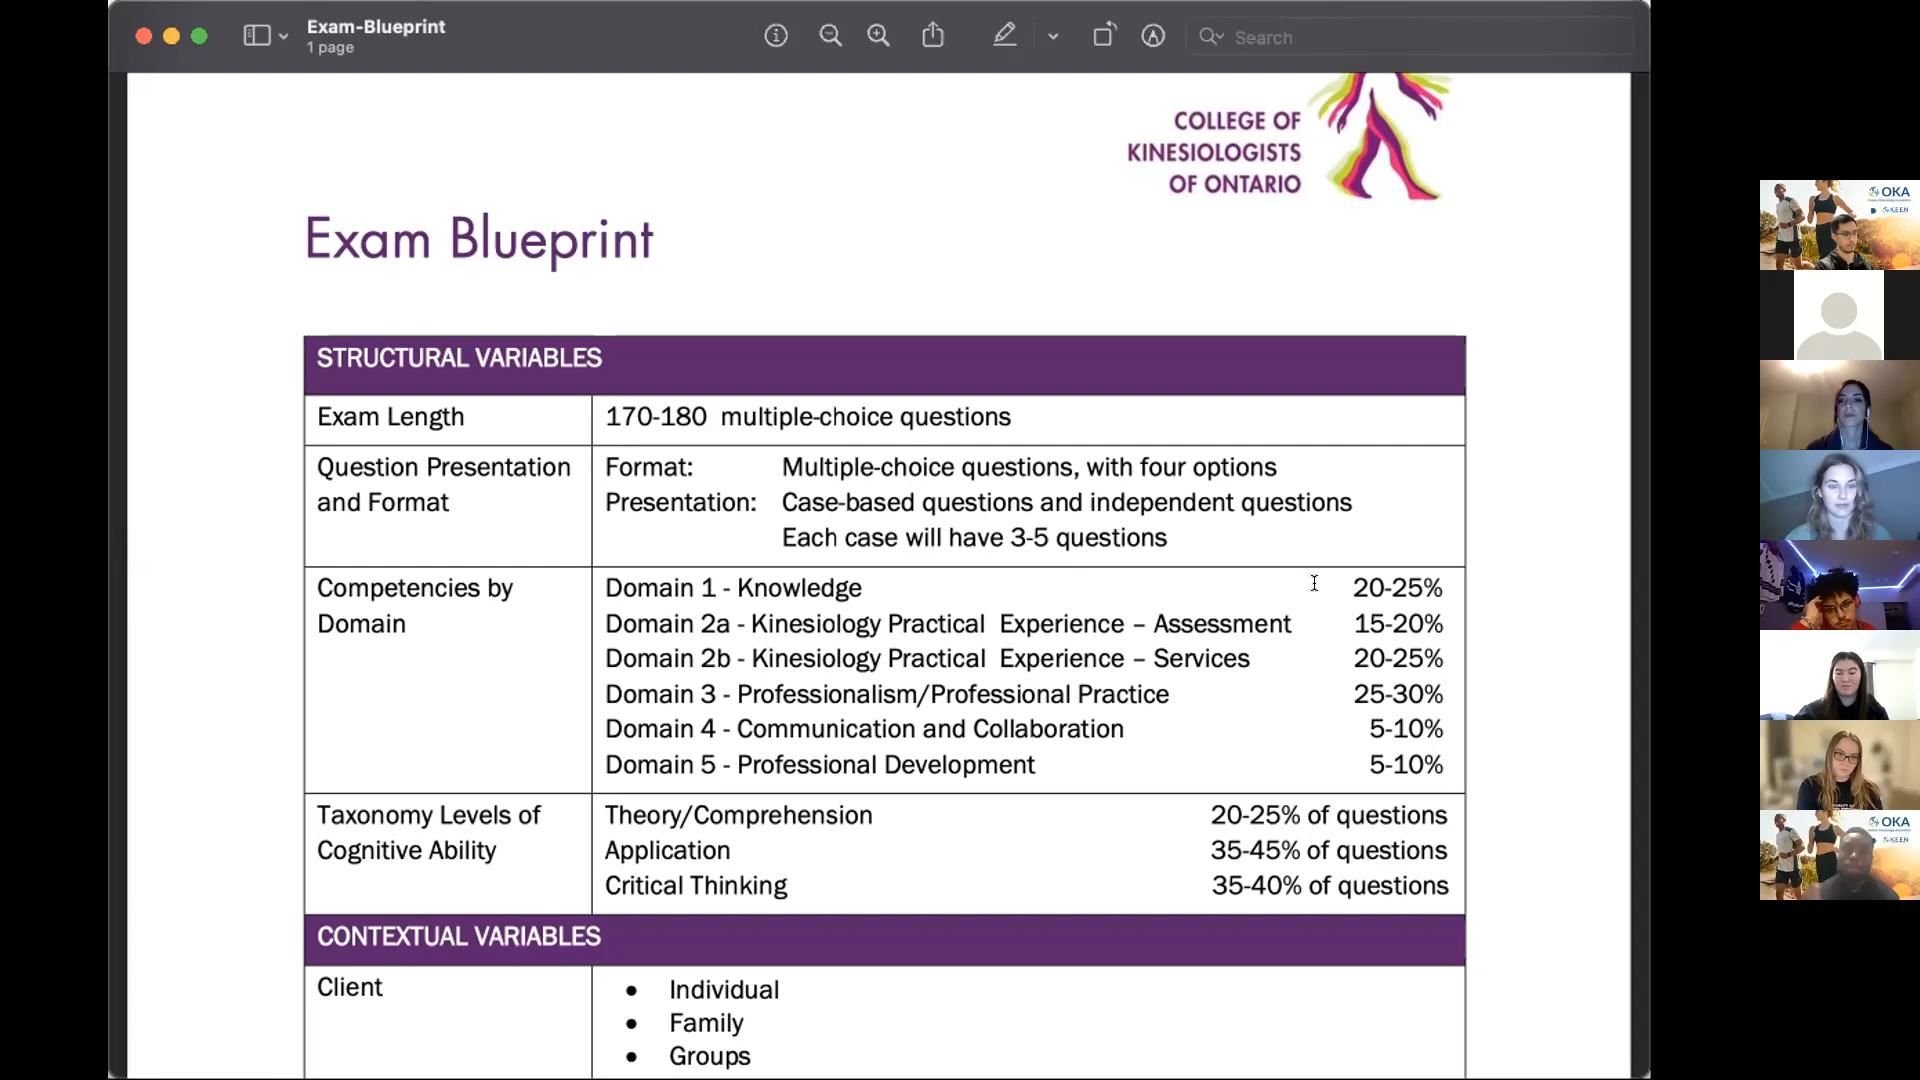 Exam-Blueprint
1 page
Search
COLLEGE OF
KINESIOLOGISTS
OF ONTARIO
Exam Blueprint
STRUCTURAL VARIABLES
Exam Length 170-180 multiple-choice questions
Question Presentation and Format
Format: Multiple-choice questions, with four options
Presentation: Case-based questions and independent questions
Each case will have 3-5 questions
Competencies by Domain
Domain 1 - Knowledge 20-25%
Domain 2a - Kinesiology Practical Experience – Assessment 15-20%
Domain 2b - Kinesiology Practical Experience – Services 20-25%
Domain 3 - Professionalism/Professional Practice 25-30%
Domain 4 - Communication and Collaboration 5-10%
Domain 5 - Professional Development 5-10%
Taxonomy Levels of Cognitive Ability
Theory/Comprehension 20-25% of questions
Application 35-45% of questions
Critical Thinking 35-40% of questions
CONTEXTUAL VARIABLES
Client
• Individual
• Family
• Groups
OKA
KEEN
OKA
KEEN